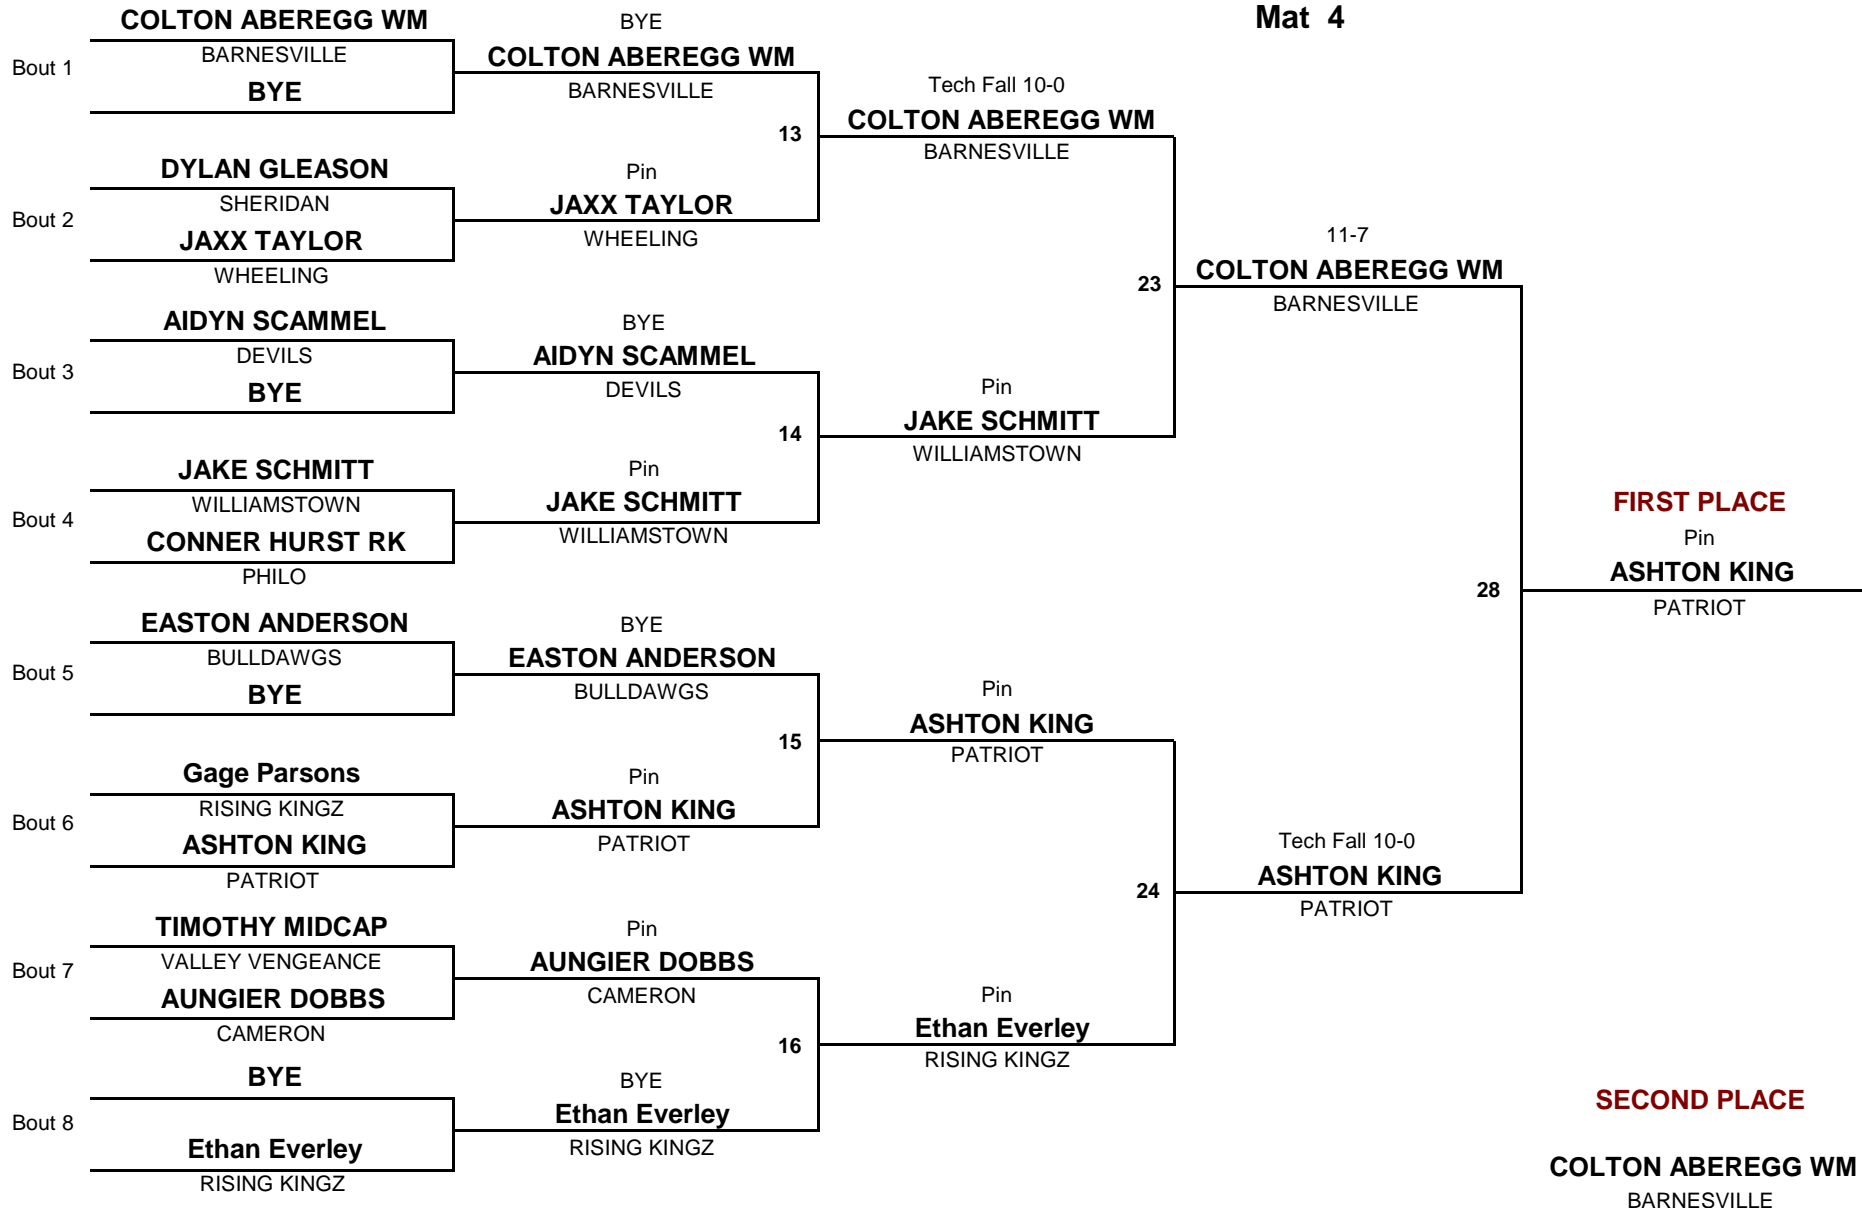 Mat 4
Bout 1
COLTON ABEREGG WM
BARNESVILLE
BYE
Bout 2
DYLAN GLEASON
SHERIDAN
JAXX TAYLOR
WHEELING
Bout 3
AIDYN SCAMMEL
DEVILS
BYE
Bout 4
JAKE SCHMITT
WILLIAMSTOWN
CONNER HURST RK
PHILO
Bout 5
EASTON ANDERSON
BULLDAWGS
BYE
Bout 6
Gage Parsons
RISING KINGZ
ASHTON KING
PATRIOT
Bout 7
TIMOTHY MIDCAP
VALLEY VENGEANCE
AUNGIER DOBBS
CAMERON
Bout 8
BYE
Ethan Everley
RISING KINGZ
BYE
COLTON ABEREGG WM
BARNESVILLE
13
Pin
JAXX TAYLOR
WHEELING
BYE
AIDYN SCAMMEL
DEVILS
14
Pin
JAKE SCHMITT
WILLIAMSTOWN
BYE
EASTON ANDERSON
BULLDAWGS
15
Pin
ASHTON KING
PATRIOT
Pin
AUNGIER DOBBS
CAMERON
16
BYE
Ethan Everley
RISING KINGZ
Tech Fall 10-0
COLTON ABEREGG WM
BARNESVILLE
23
Pin
JAKE SCHMITT
WILLIAMSTOWN
Pin
ASHTON KING
PATRIOT
24
Pin
Ethan Everley
RISING KINGZ
11-7
COLTON ABEREGG WM
BARNESVILLE
28
Tech Fall 10-0
ASHTON KING
PATRIOT
FIRST PLACE
Pin
ASHTON KING
PATRIOT
SECOND PLACE
COLTON ABEREGG WM
BARNESVILLE